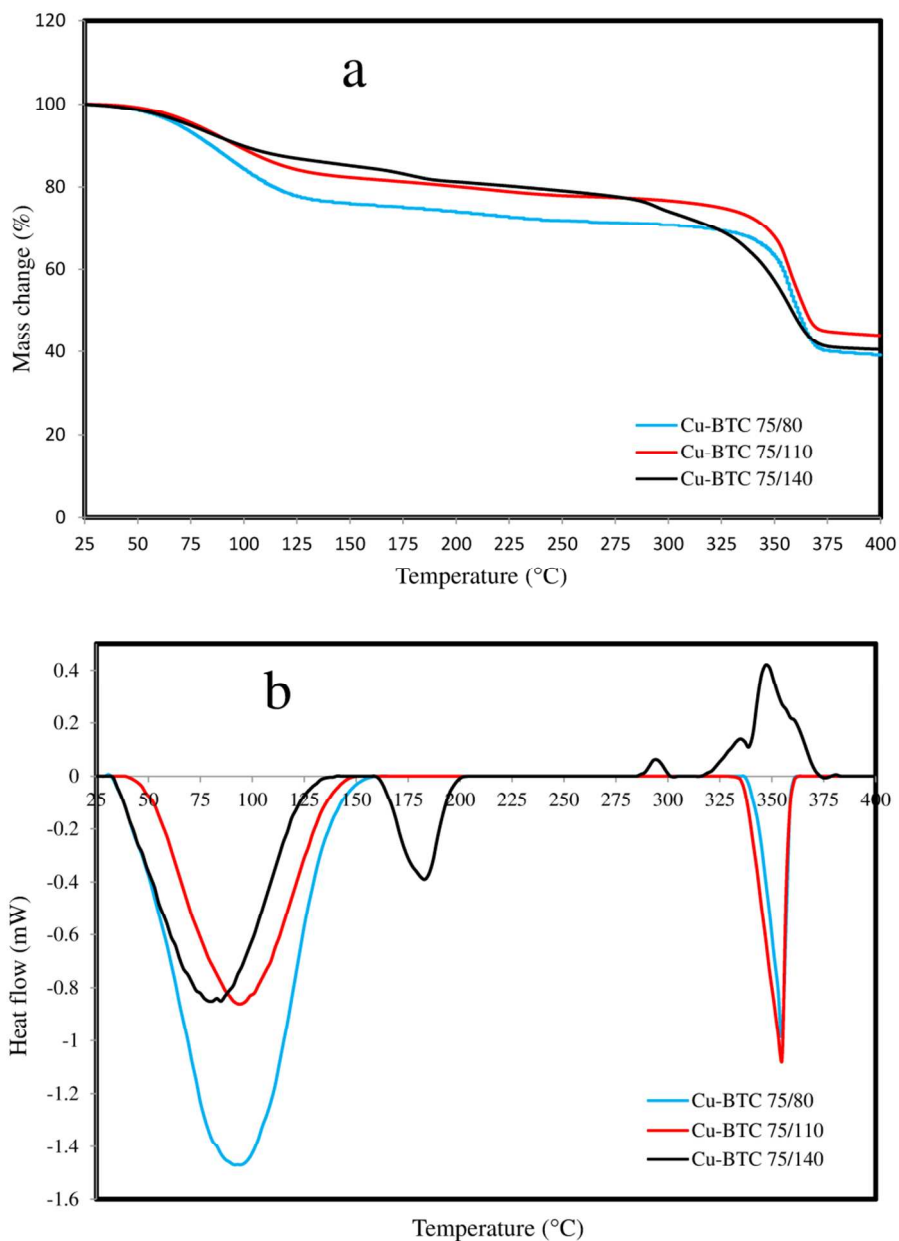 a
120
100
80
60
40
20
0
Mass change (%)
25 50 75 100 125 150 175 200 225 250 275 300 325 350 375 400
Temperature (°C)
Cu-BTC 75/80
Cu-BTC 75/110
Cu-BTC 75/140
b
0.4
0.2
0
-0.2
-0.4
-0.6
-0.8
-1
-1.2
-1.4
-1.6
Heat flow (mW)
25 50 75 100 125 150 175 200 225 250 275 300 325 350 375 400
Temperature (°C)
Cu-BTC 75/80
Cu-BTC 75/110
Cu-BTC 75/140